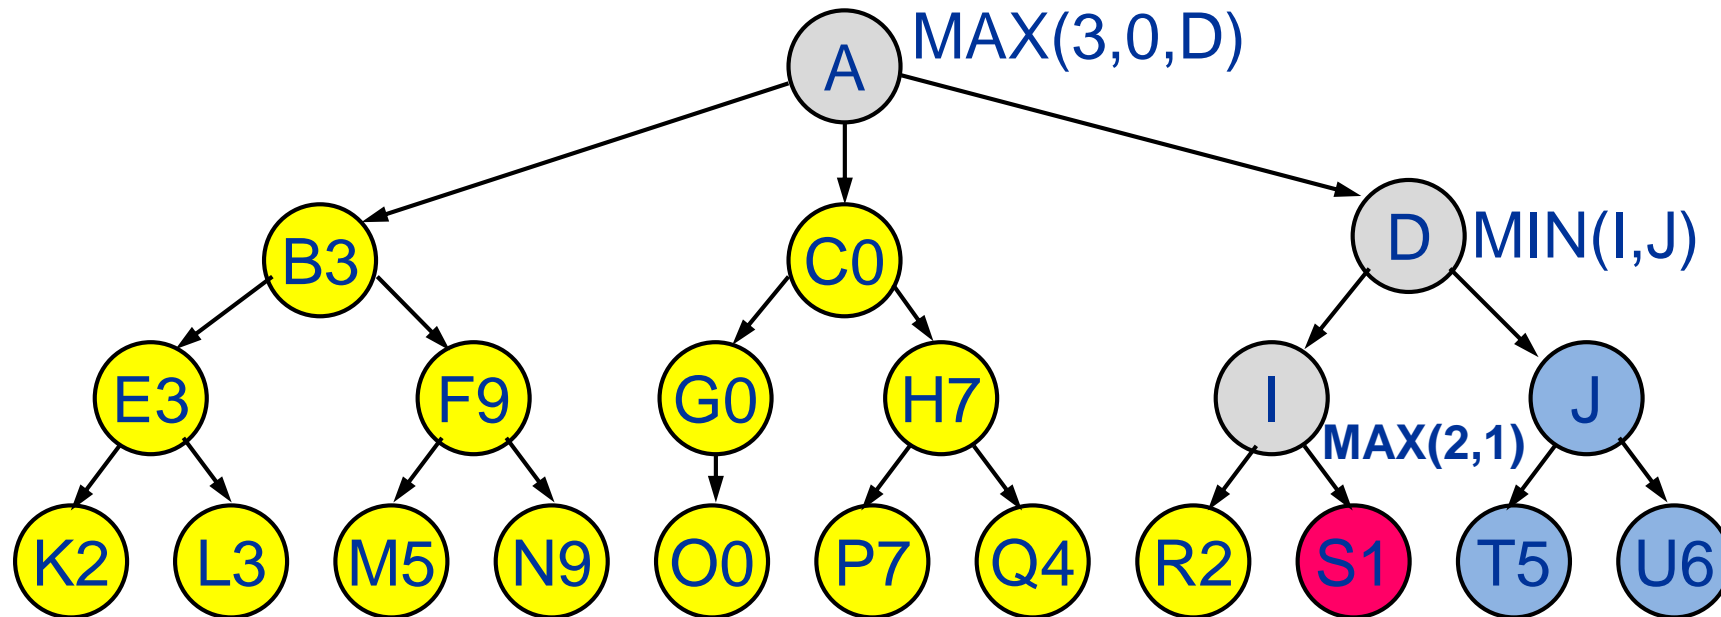 A MAX(3,0,D)
B3 C0 D MIN(I,J)
E3 F9 G0 H7 I J
MAX(2,1)
K2 L3 M5 N9 O0 P7 Q4 R2 S1 T5 U6